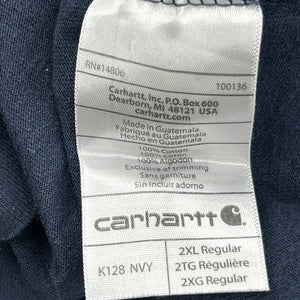 RN#14806
100136
Carhartt, Inc. P.O. Box 600
Dearborn, MI 48121 USA
carhartt.com
Made in Guatemala
Fabriqué au Guatemala
Hecho en Guatemala
100% Cotton
100% Coton
100% Algodon
Exclusive of trimming
Sans garniture
Sin incluir adorno
carhartt
K128 NVY
2XL Regular
2TG Régulière
2XG Regular